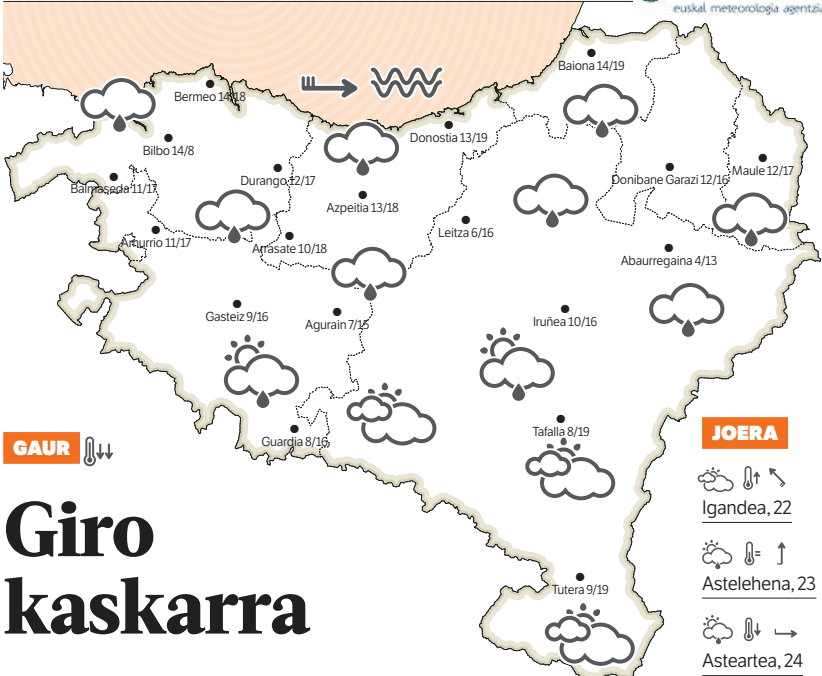 euskal meteorologia agentzia
Baiona 14/19
Bermeo 14/18
Donostia 13/19
Bilbo 14/8
Maule 12/17
Durango 12/17
Donibane Garazi 12/16
Balmaseda 11/17
Azpeitia 13/18
Leitza 6/16
Amurrio 11/17
Arrasate 10/18
Abaurregaina 4/13
Gasteiz 9/16
Agurain 7/15
Iruñea 10/16
Tafalla 8/19
Guardia 8/16
GAUR
Giro
kaskarra
Tutera 9/19
JOERA
Igandea, 22
Astelehena, 23
Asteartea, 24